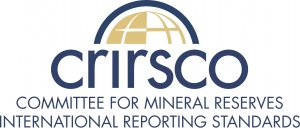 crirsco
COMMITTEE FOR MINERAL RESERVES
INTERNATIONAL REPORTING STANDARDS